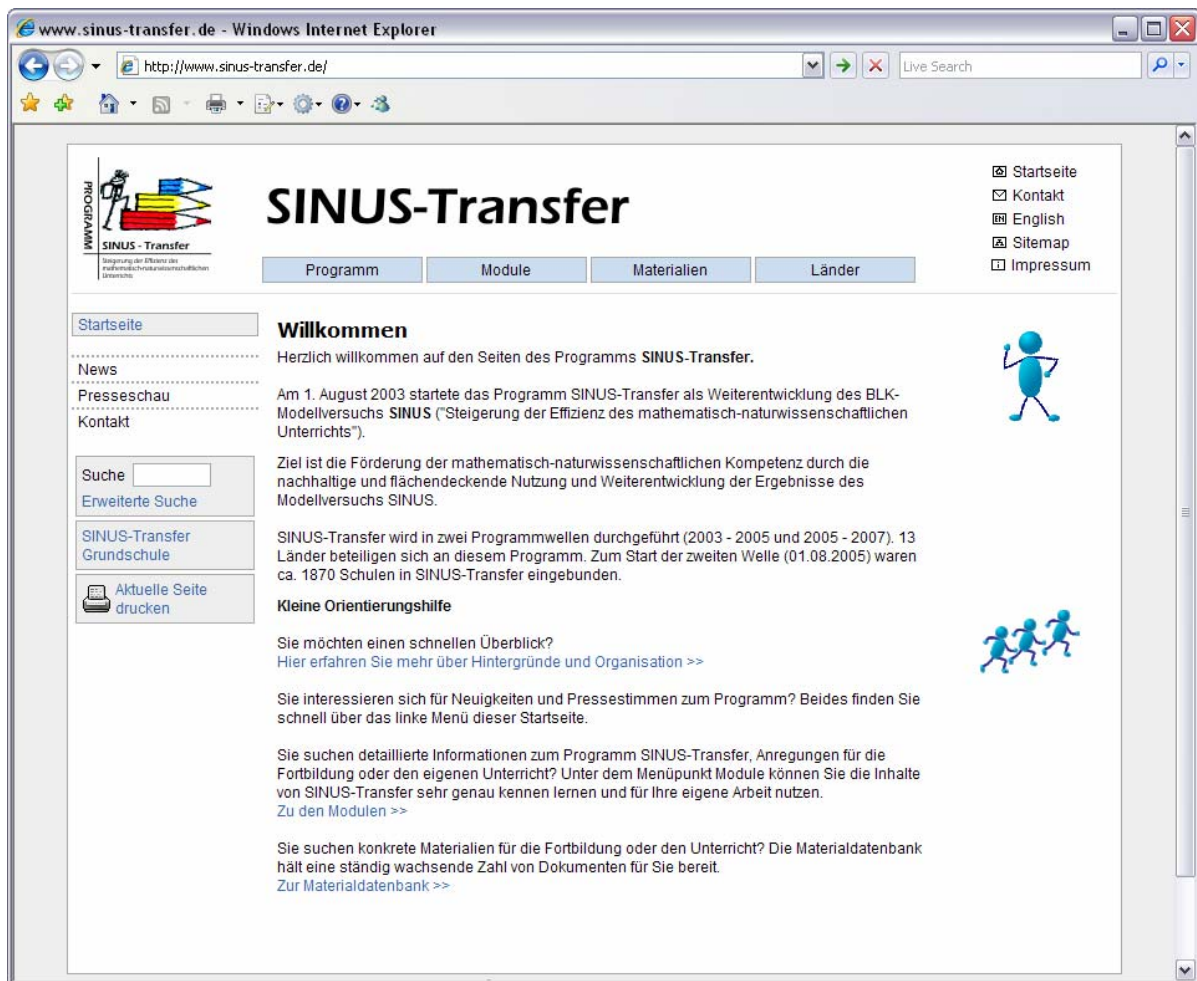 www.sinus-transfer.de - Windows Internet Explorer
http://www.sinus-transfer.de/
Live Search
PROGRAMM
SINUS - Transfer
Steigerung der Effizienz des
mathematisch-naturwissenschaftlichen
Unterrichts
SINUS-Transfer
Startseite
Kontakt
EN English
Sitemap
Impressum
Programm Module Materialien Länder
Startseite
News
Presseschau
Kontakt
Suche
Erweiterte Suche
SINUS-Transfer
Grundschule
Aktuelle Seite
drucken
Willkommen
Herzlich willkommen auf den Seiten des Programms SINUS-Transfer.
Am 1. August 2003 startete das Programm SINUS-Transfer als Weiterentwicklung des BLK-
Modellversuchs SINUS ("Steigerung der Effizienz des mathematisch-naturwissenschaftlichen
Unterrichts").
Ziel ist die Förderung der mathematisch-naturwissenschaftlichen Kompetenz durch die
nachhaltige und flächendeckende Nutzung und Weiterentwicklung der Ergebnisse des
Modellversuchs SINUS.
SINUS-Transfer wird in zwei Programmwellen durchgeführt (2003 - 2005 und 2005 - 2007). 13
Länder beteiligen sich an diesem Programm. Zum Start der zweiten Welle (01.08.2005) waren
ca. 1870 Schulen in SINUS-Transfer eingebunden.
Kleine Orientierungshilfe
Sie möchten einen schnellen Überblick?
Hier erfahren Sie mehr über Hintergründe und Organisation >>
Sie interessieren sich für Neuigkeiten und Pressestimmen zum Programm? Beides finden Sie
schnell über das linke Menü dieser Startseite.
Sie suchen detaillierte Informationen zum Programm SINUS-Transfer, Anregungen für die
Fortbildung oder den eigenen Unterricht? Unter dem Menüpunkt Module können Sie die Inhalte
von SINUS-Transfer sehr genau kennen lernen und für Ihre eigene Arbeit nutzen.
Zu den Modulen >>
Sie suchen konkrete Materialien für die Fortbildung oder den Unterricht? Die Materialdatenbank
hält eine ständig wachsende Zahl von Dokumenten für Sie bereit.
Zur Materialdatenbank >>